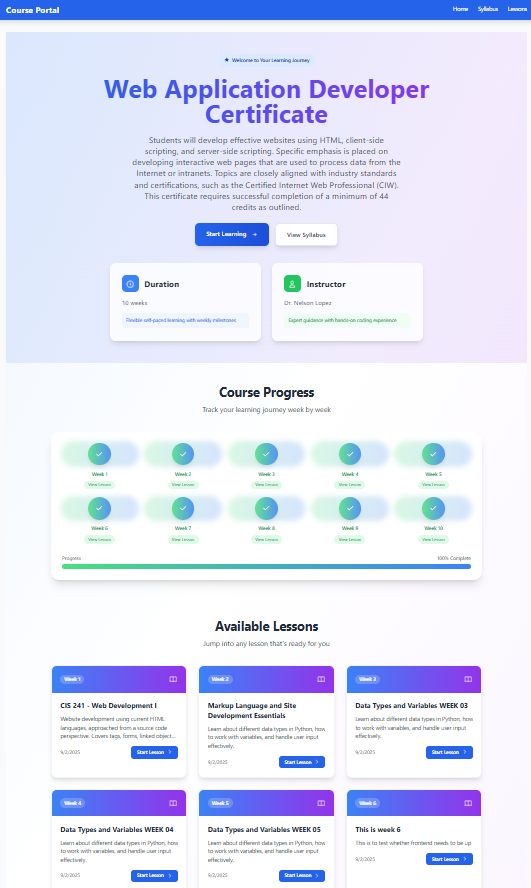 Course Portal
Home Syllabus Lessons
★ Welcome to Your Learning Journey
Web Application Developer
Certificate
Students will develop effective websites using HTML, client-side
scripting, and server-side scripting. Specific emphasis is placed on
developing interactive web pages that are used to process data from the
Internet or intranets. Topics are closely aligned with industry standards
and certifications, such as the Certified Internet Web Professional (CIW).
This certificate requires successful completion of a minimum of 44
credits as outlined.
Start Learning → View Syllabus
Duration
10 weeks
Flexible self-paced learning with weekly milestones
Instructor
Dr. Nelson Lopez
Expert guidance with hands-on coding experience
Course Progress
Track your learning journey week by week
Week 1 Week 2 Week 3 Week 4 Week 5
View Lesson View Lesson View Lesson View Lesson View Lesson
Week 6 Week 7 Week 8 Week 9 Week 10
View Lesson View Lesson View Lesson View Lesson View Lesson
Progress 100% Complete
Available Lessons
Jump into any lesson that's ready for you
Week 1
CIS 241 - Web Development I
Website development using current HTML
languages, approached from a source code
perspective. Covers tags, forms, linked object...
9/2/2025 Start Lesson >
Week 2
Markup Language and Site
Development Essentials
Learn about different data types in Python, how
to work with variables, and handle user input
effectively.
9/2/2025 Start Lesson >
Week 3
Data Types and Variables WEEK 03
Learn about different data types in Python, how
to work with variables, and handle user input
effectively.
9/2/2025 Start Lesson >
Week 4
Data Types and Variables WEEK 04
Learn about different data types in Python, how
to work with variables, and handle user input
effectively.
9/2/2025 Start Lesson >
Week 5
Data Types and Variables WEEK 05
Learn about different data types in Python, how
to work with variables, and handle user input
effectively.
9/2/2025 Start Lesson >
Week 6
This is week 6
This is to test whether frontend needs to be up
9/2/2025 Start Lesson >